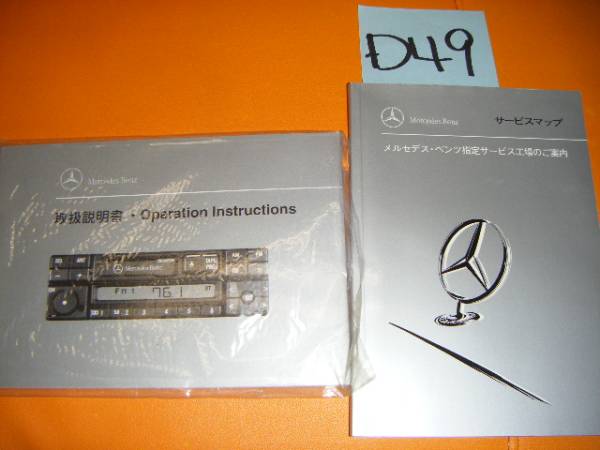 D49
Mercedes Benz
取扱説明書・Operation Instructions
Mercedes-Benz
FM 1 76.1
Mercedes Benz サービスマップ
メルセデス・ベンツ指定サービス工場のご案内